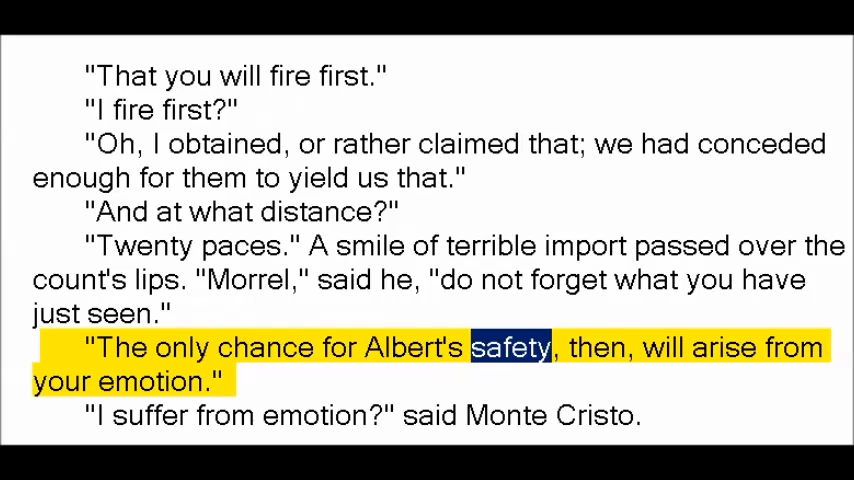 "That you will fire first."
"I fire first?"
"Oh, I obtained, or rather claimed that; we had conceded
enough for them to yield us that."
"And at what distance?"
"Twenty paces." A smile of terrible import passed over the
count's lips. "Morrel," said he, "do not forget what you have
just seen."
"The only chance for Albert's safety, then, will arise from
your emotion."
"I suffer from emotion?" said Monte Cristo.